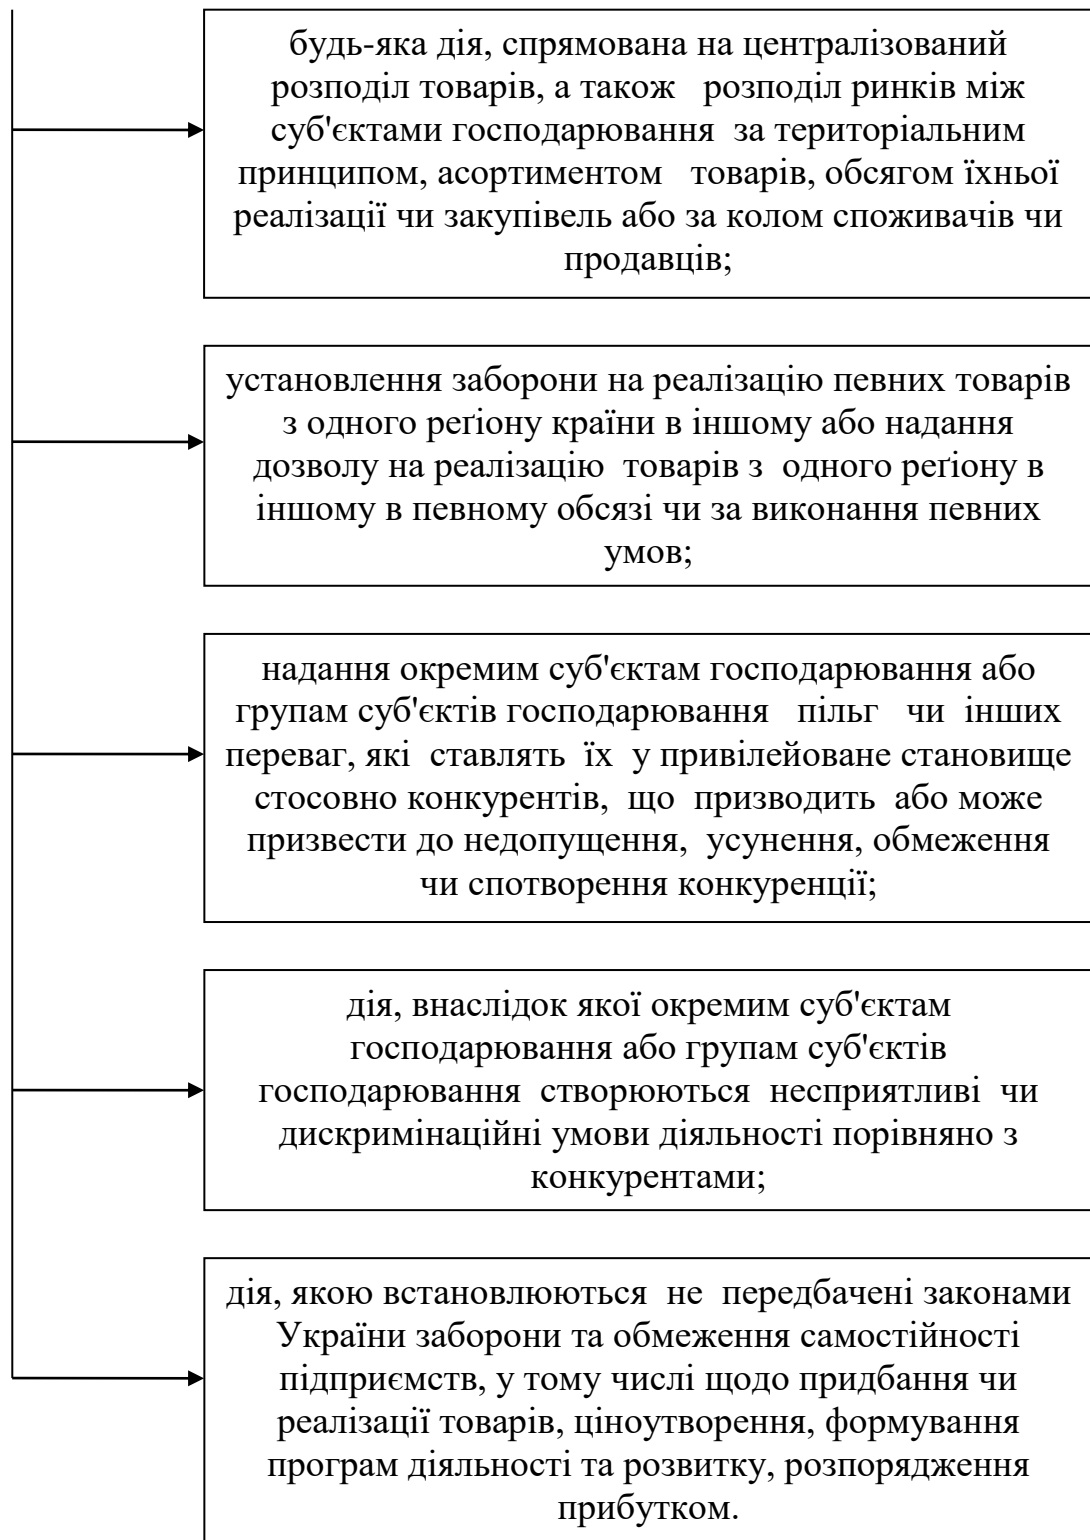 будь-яка дія, спрямована на централізований
розподіл товарів, а також розподіл ринків між
суб'єктами господарювання за територіальним
принципом, асортиментом товарів, обсягом їхньої
реалізації чи закупівель або за колом споживачів чи
продавців;
установлення заборони на реалізацію певних товарів
з одного реґіону країни в іншому або надання
дозволу на реалізацію товарів з одного реґіону в
іншому в певному обсязі чи за виконання певних
умов;
надання окремим суб'єктам господарювання або
групам суб'єктів господарювання пільг чи інших
переваг, які ставлять їх у привілейоване становище
стосовно конкурентів, що призводить або може
призвести до недопущення, усунення, обмеження
чи спотворення конкуренції;
дія, внаслідок якої окремим суб'єктам
господарювання або групам суб'єктів
господарювання створюються несприятливі чи
дискримінаційні умови діяльності порівняно з
конкурентами;
дія, якою встановлюються не передбачені законами
України заборони та обмеження самостійності
підприємств, у тому числі щодо придбання чи
реалізації товарів, ціноутворення, формування
програм діяльності та розвитку, розпорядження
прибутком.